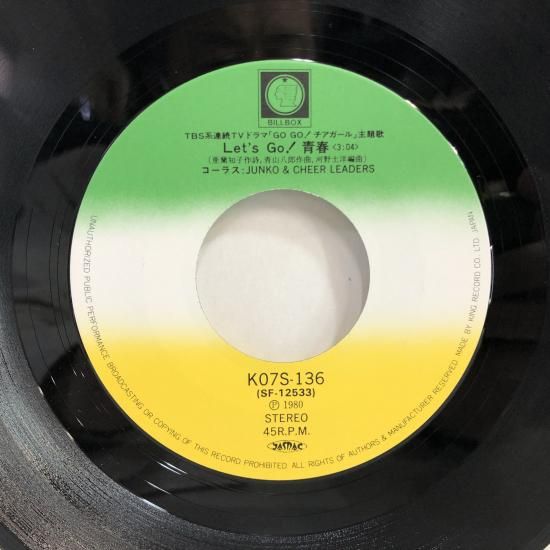 BILLBOX
TBS系連続TVドラマ「GO GO! チアガール」主題歌
Let's Go! 青春〈3:04〉
(亜蘭知子作詩,青山八郎作曲,河野土洋編曲)
コーラス:JUNKO & CHEER LEADERS
K07S-136
(SF-12533)
Ⓟ 1980
STEREO
45R.P.M.
JASRAC
UNAUTHORIZED PUBLIC PERFORMANCE BROADCASTING OR COPYING OF THIS RECORD PROHIBITED. ALL RIGHTS OF AUTHORS & MANUFACTURER RESERVED. MADE BY KING RECORD CO. LTD. JAPAN